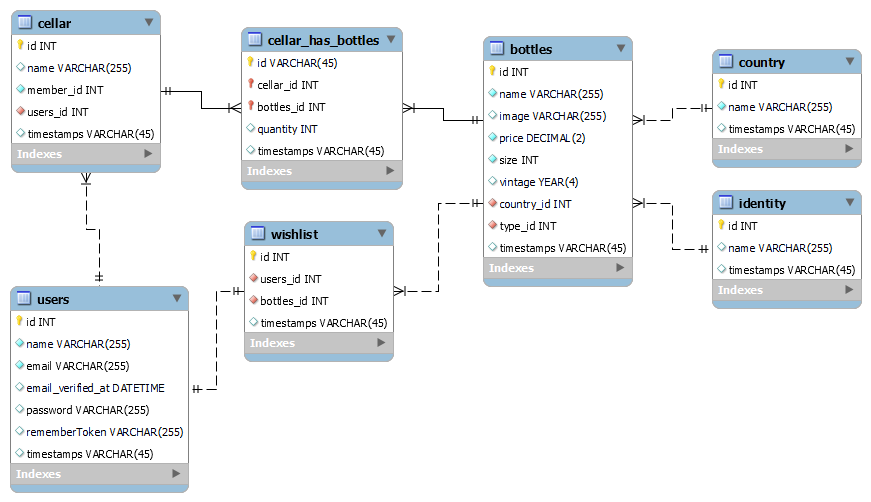 cellar
id INT
name VARCHAR(255)
member_id INT
users_id INT
timestamps VARCHAR(45)
Indexes
cellar_has_bottles
id VARCHAR(45)
cellar_id INT
bottles_id INT
quantity INT
timestamps VARCHAR(45)
Indexes
bottles
id INT
name VARCHAR(255)
image VARCHAR(255)
price DECIMAL(2)
size INT
vintage YEAR(4)
country_id INT
type_id INT
timestamps VARCHAR(45)
Indexes
country
id INT
name VARCHAR(255)
timestamps VARCHAR(45)
Indexes
identity
id INT
name VARCHAR(255)
timestamps VARCHAR(45)
Indexes
wishlist
id INT
users_id INT
bottles_id INT
timestamps VARCHAR(45)
Indexes
users
id INT
name VARCHAR(255)
email VARCHAR(255)
email_verified_at DATETIME
password VARCHAR(255)
rememberToken VARCHAR(255)
timestamps VARCHAR(45)
Indexes